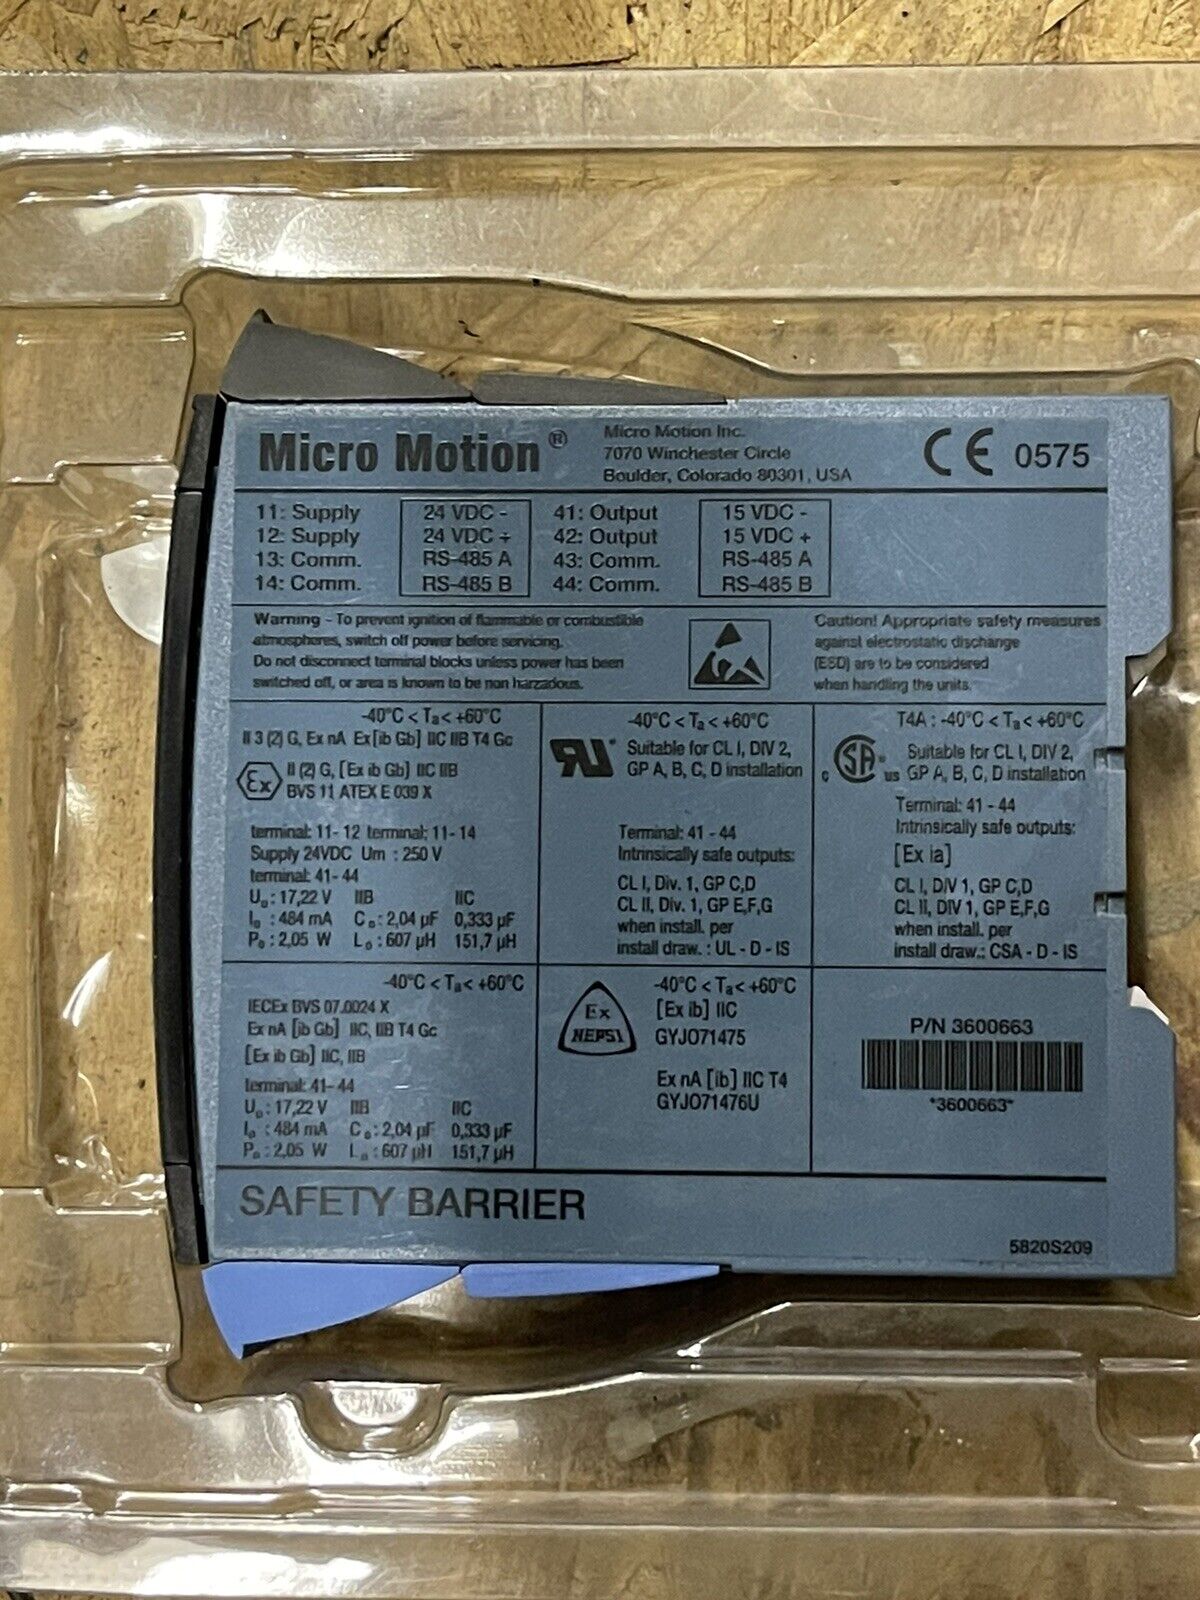 Micro Motion®
Micro Motion Inc.
7070 Winchester Circle
Boulder, Colorado 80301, USA
CE 0575
11: Supply 24 VDC - 41: Output 15 VDC -
12: Supply 24 VDC + 42: Output 15 VDC +
13: Comm. RS-485 A 43: Comm. RS-485 A
14: Comm. RS-485 B 44: Comm. RS-485 B
Warning - To prevent ignition of flammable or combustible
atmospheres, switch off power before servicing.
Do not disconnect terminal blocks unless power has been
switched off, or area is known to be non harzadous.
Caution! Appropriate safety measures
against electrostatic discharge
(ESD) are to be considered
when handling the units.
-40°C < Ta < +60°C
II 3 (2) G, Ex nA Ex[ib Gb] IIC IIB T4 Gc
Ex II (2) G, [Ex ib Gb] IIC IIB
BVS 11 ATEX E 039 X
terminal: 11- 12 terminal: 11- 14
Supply 24VDC Um : 250 V
terminal: 41- 44
Uo : 17,22 V IIB IIC
Io : 484 mA Co : 2,04 µF 0,333 µF
Po : 2,05 W Lo : 607 µH 151,7 µH
-40°C < Ta < +60°C
RU Suitable for CL I, DIV 2,
GP A, B, C, D installation
Terminal: 41 - 44
Intrinsically safe outputs:
CL I, Div. 1, GP C,D
CL II, Div. 1, GP E,F,G
when install. per
install draw. : UL - D - IS
T4A : -40°C < Ta < +60°C
c SA us Suitable for CL I, DIV 2,
GP A, B, C, D installation
Terminal: 41 - 44
Intrinsically safe outputs:
[Ex ia]
CL I, DIV 1, GP C,D
CL II, DIV 1, GP E,F,G
when install. per
install draw.: CSA - D - IS
-40°C < Ta < +60°C
IECEx BVS 07.0024 X
Ex nA [ib Gb] IIC, IIB T4 Gc
[Ex ib Gb] IIC, IIB
terminal: 41- 44
Uo : 17,22 V IIB IIC
Io : 484 mA Co : 2,04 µF 0,333 µF
Po : 2,05 W Lo : 607 µH 151,7 µH
-40°C < Ta < +60°C
Ex
NEPSI
[Ex ib] IIC
GYJ071475
Ex nA [ib] IIC T4
GYJ071476U
P/N 3600663
*3600663*
SAFETY BARRIER
5820S209